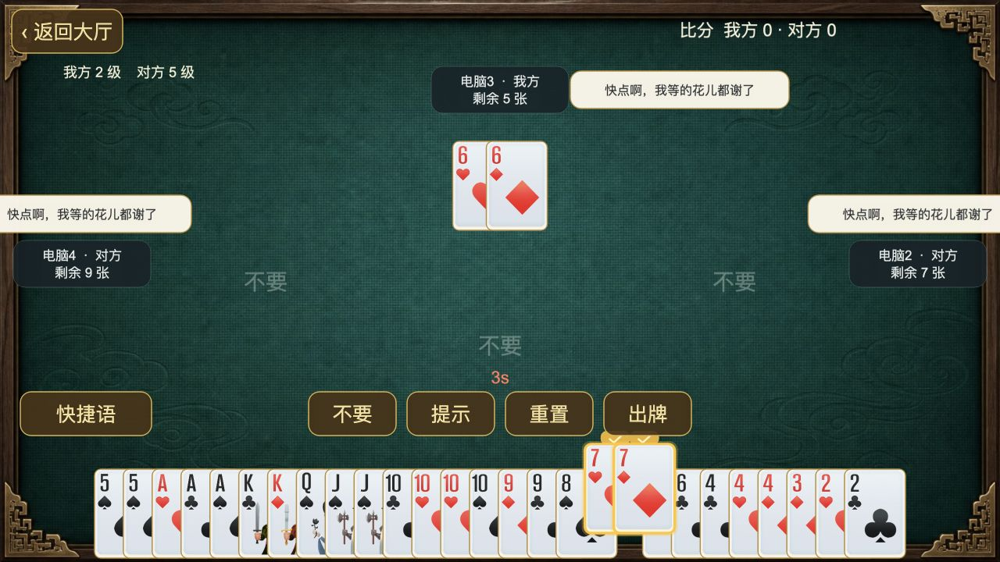 ‹ 返回大厅
比分 我方 0 · 对方 0
我方 2 级 对方 5 级
电脑3 · 我方
剩余 5 张
快点啊，我等的花儿都谢了
6 6
快点啊，我等的花儿都谢了
快点啊，我等的花儿都谢了
电脑4 · 对方
剩余 9 张
电脑2 · 对方
剩余 7 张
不要
不要
不要
3s
快捷语
不要
提示
重置
出牌
7 7
5 5 A A A K K Q J J 10 10 10 10 9 9 8 6 4 4 4 3 2 2